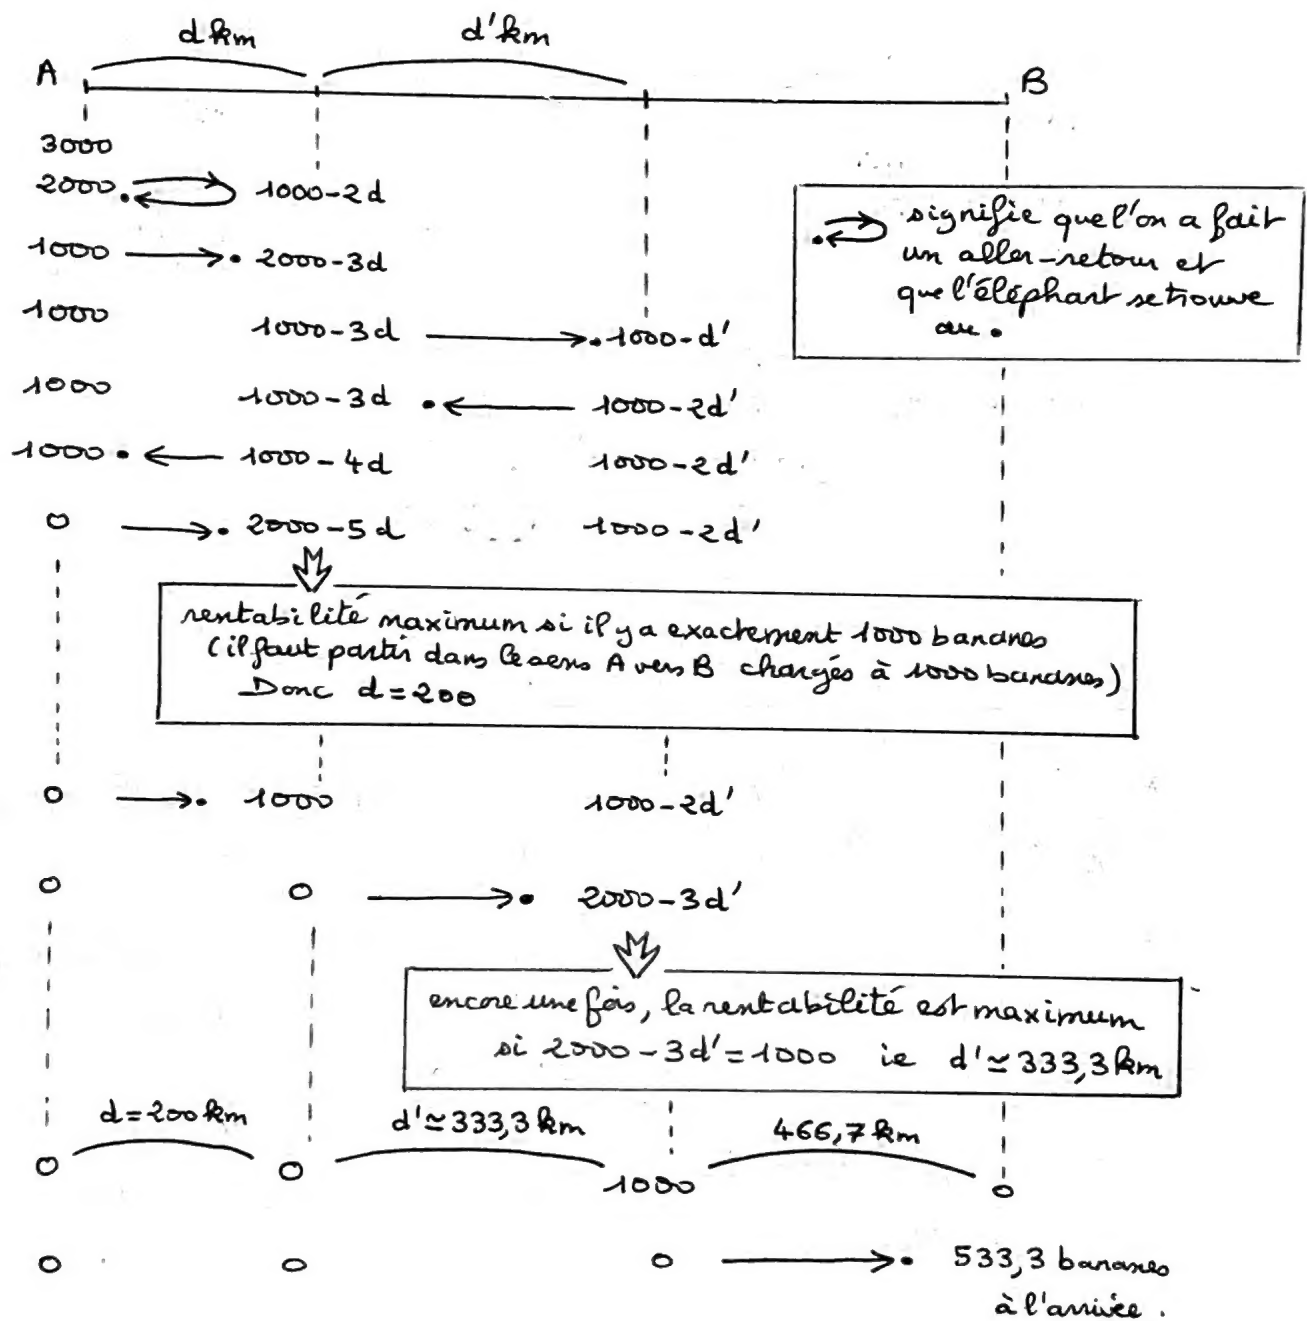 d km d' km
A B
3000
2000 1000-2d
1000 2000-3d
1000 1000-3d 1000-d'
1000 1000-3d 1000-2d'
1000 1000-4d 1000-2d'
0 2000-5d 1000-2d'
signifie que l'on a fait
un aller-retour et
que l'éléphant se trouve
au .
rentabilité maximum si il y a exactement 1000 bananes
(il faut partir dans le sens A vers B chargés à 1000 bananes)
Donc d=200
0 1000 1000-2d'
0 0 2000-3d'
encore une fois, la rentabilité est maximum
si 2000-3d'=1000 ie d'≃333,3 km
d=200 km d'≃333,3 km 466,7 km
0 0 1000 0
0 0 0 533,3 bananes
à l'arrivée .